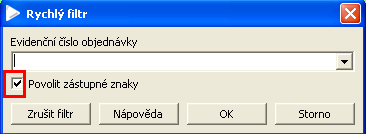 Rychlý filtr
Evidenční číslo objednávky
Povolit zástupné znaky
Zrušit filtr
Nápověda
OK
Storno